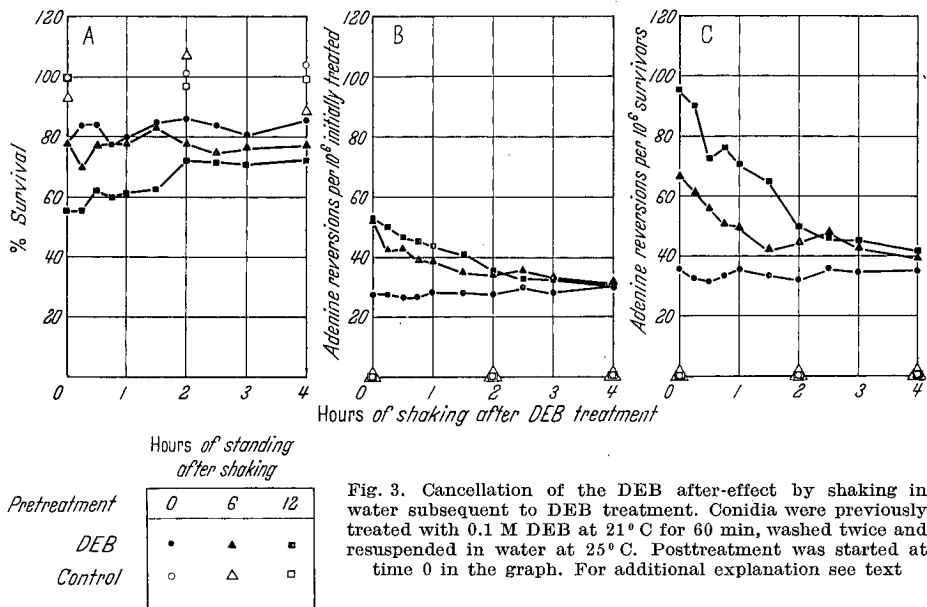 A
B
C
% Survival
120
100
80
60
40
20
0 1 2 3 4
Adenine reversions per 10⁶ initially treated
100
80
60
40
20
0 1 2 3 4
Adenine reversions per 10⁶ survivors
100
80
60
40
20
0 1 2 3 4
Hours of shaking after DEB treatment
Hours of standing
after shaking
Pretreatment 0 6 12
DEB
Control
Fig. 3. Cancellation of the DEB after-effect by shaking in
water subsequent to DEB treatment. Conidia were previously
treated with 0.1 M DEB at 21° C for 60 min, washed twice and
resuspended in water at 25° C. Posttreatment was started at
time 0 in the graph. For additional explanation see text